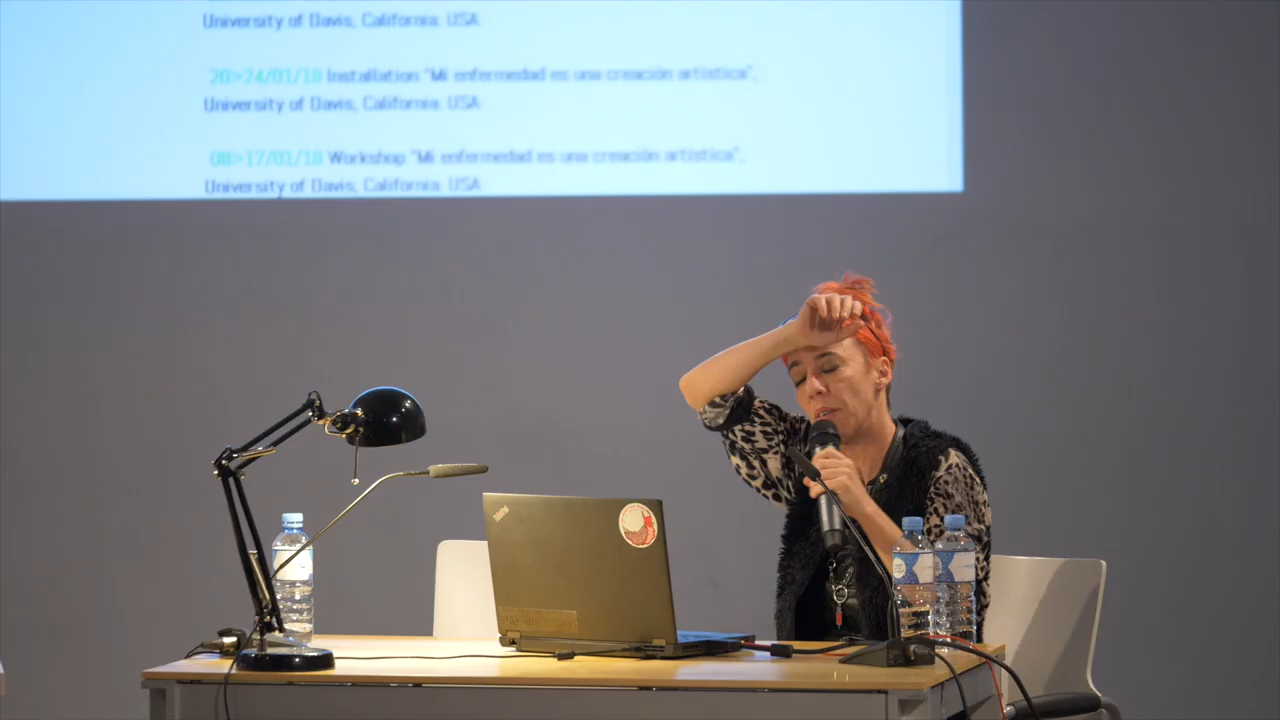 University of Davis, California. USA
20>24/01/18 Installation "Mi enfermedad es una creación artística",
University of Davis, California. USA
08>17/01/18 Workshop "Mi enfermedad es una creación artística",
University of Davis, California. USA
ThinkPad